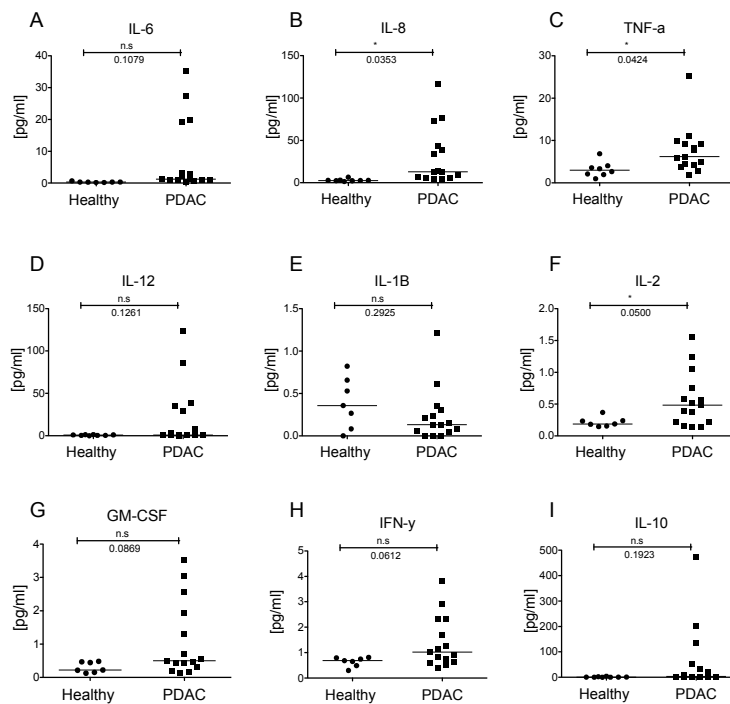 A
IL-6
n.s
0.1079
[pg/ml]
40
30
20
10
0
Healthy PDAC
B
IL-8
*
0.0353
[pg/ml]
150
100
50
0
Healthy PDAC
C
TNF-a
*
0.0424
[pg/ml]
30
20
10
0
Healthy PDAC
D
IL-12
n.s
0.1261
[pg/ml]
150
100
50
0
Healthy PDAC
E
IL-1B
n.s
0.2925
[pg/ml]
1.5
1.0
0.5
0.0
Healthy PDAC
F
IL-2
*
0.0500
[pg/ml]
2.0
1.5
1.0
0.5
0.0
Healthy PDAC
G
GM-CSF
n.s
0.0869
[pg/ml]
4
3
2
1
0
Healthy PDAC
H
IFN-y
n.s
0.0612
[pg/ml]
5
4
3
2
1
0
Healthy PDAC
I
IL-10
n.s
0.1923
[pg/ml]
500
400
300
200
100
0
Healthy PDAC